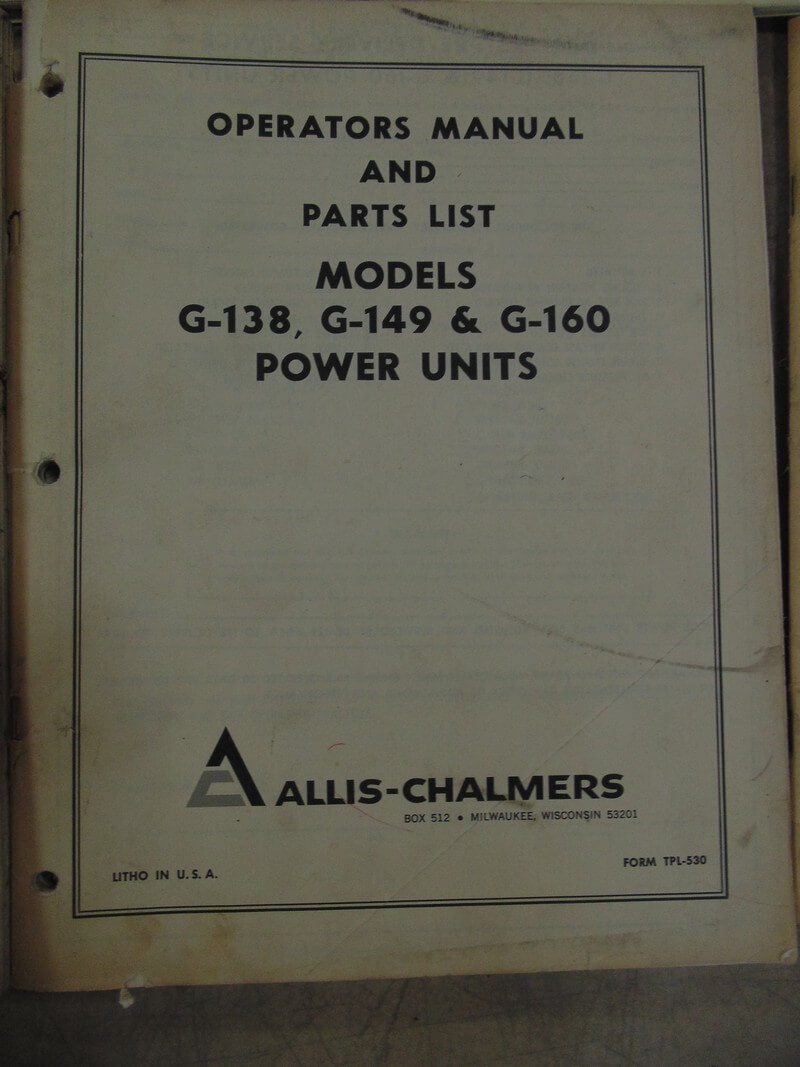 OPERATORS MANUAL
AND
PARTS LIST
MODELS
G-138, G-149 & G-160
POWER UNITS
ALLIS-CHALMERS
BOX 512 • MILWAUKEE, WISCONSIN 53201
LITHO IN U. S. A.
FORM TPL-530